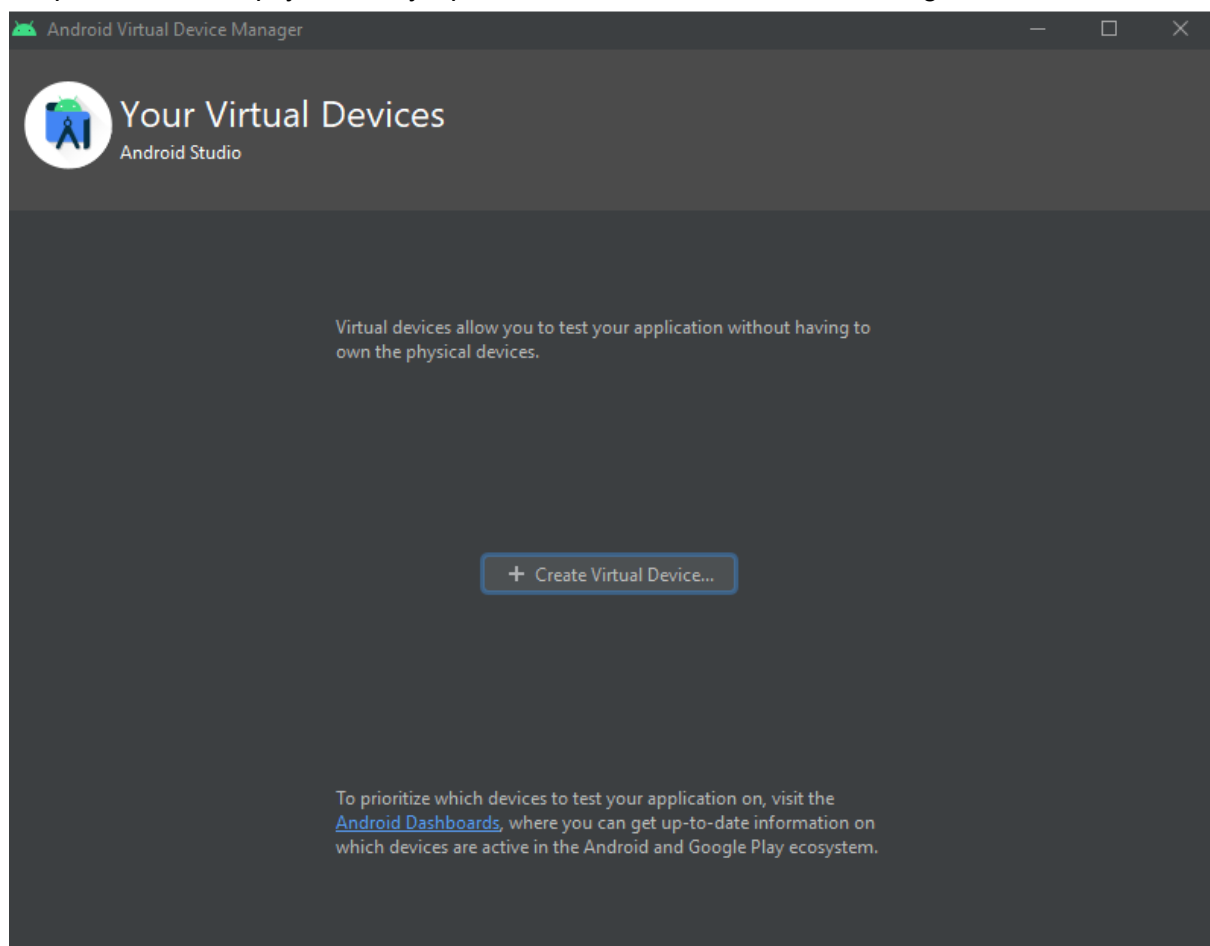 Android Virtual Device Manager
Your Virtual Devices
Android Studio
Virtual devices allow you to test your application without having to
own the physical devices.
+ Create Virtual Device...
To prioritize which devices to test your application on, visit the
Android Dashboards, where you can get up-to-date information on
which devices are active in the Android and Google Play ecosystem.